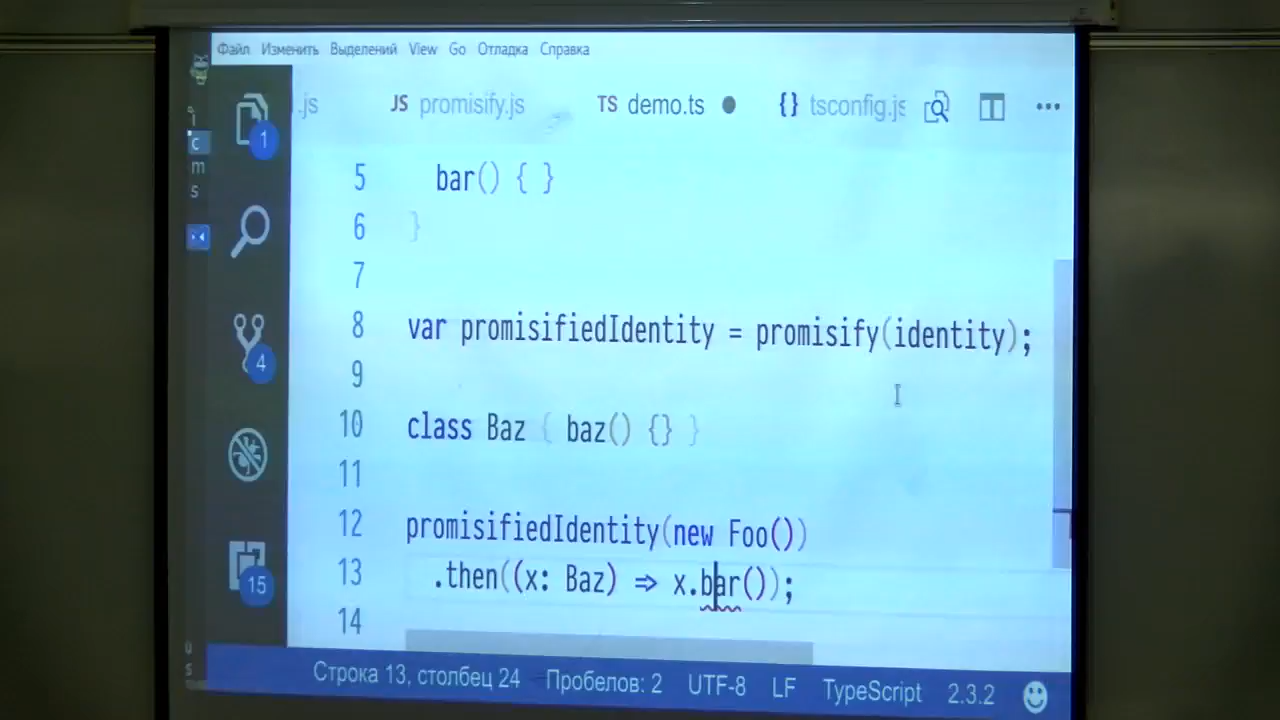 Файл Изменить Выделений View Go Отладка Справка
.js JS promisify.js TS demo.ts {} tsconfig.js
1
4
15
c
m
s
5 bar() { }
6 }
7
8 var promisifiedIdentity = promisify(identity);
9
10 class Baz { baz() {} }
11
12 promisifiedIdentity(new Foo())
13 .then((x: Baz) => x.bar());
14
Строка 13, столбец 24 Пробелов: 2 UTF-8 LF TypeScript 2.3.2